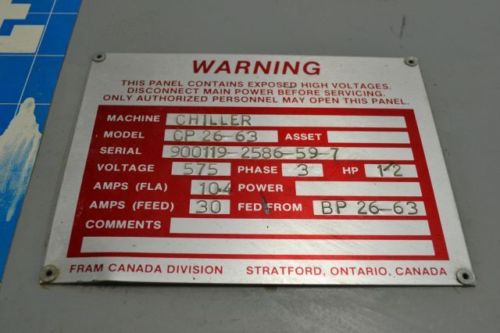 WARNING
THIS PANEL CONTAINS EXPOSED HIGH VOLTAGES.
DISCONNECT MAIN POWER BEFORE SERVICING.
ONLY AUTHORIZED PERSONNEL MAY OPEN THIS PANEL.
MACHINE CHILLER
MODEL CP 26-63 ASSET
SERIAL 900119-2586-59-7
VOLTAGE 575 PHASE 3 HP 1-2
AMPS (FLA) 10.4 POWER
AMPS (FEED) 30 FED FROM BP 26-63
COMMENTS
FRAM CANADA DIVISION STRATFORD, ONTARIO, CANADA